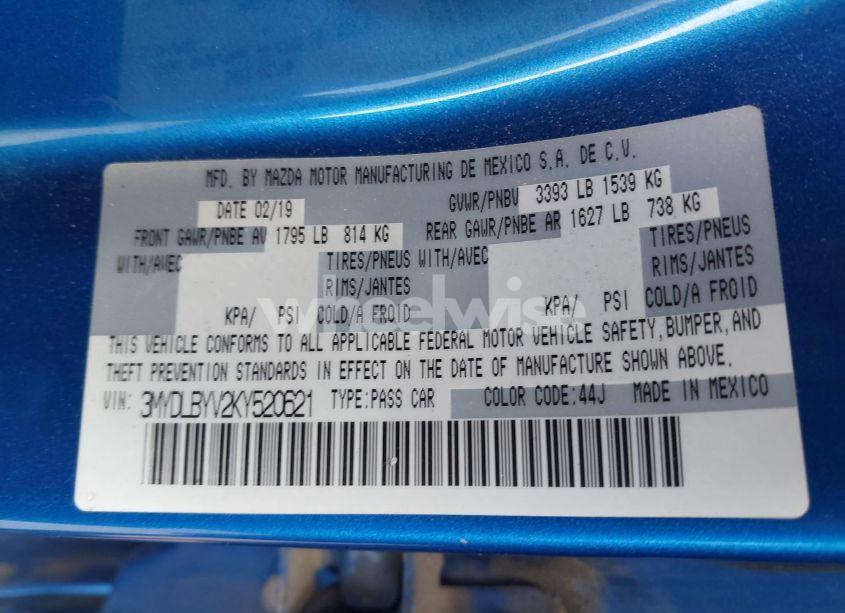 MFD. BY MAZDA MOTOR MANUFACTURING DE MEXICO S.A. DE C.V.
DATE 02/19 GVWR/PNBV 3393 LB 1539 KG
FRONT GAWR/PNBE AV 1795 LB 814 KG REAR GAWR/PNBE AR 1627 LB 738 KG
WITH/AVEC TIRES/PNEUS WITH/AVEC TIRES/PNEUS
RIMS/JANTES RIMS/JANTES
KPA/ PSI COLD/A FROID KPA/ PSI COLD/A FROID
wheelwise
THIS VEHICLE CONFORMS TO ALL APPLICABLE FEDERAL MOTOR VEHICLE SAFETY, BUMPER, AND
THEFT PREVENTION STANDARDS IN EFFECT ON THE DATE OF MANUFACTURE SHOWN ABOVE.
VIN: 3MYDLBYV2KY520621 TYPE:PASS CAR COLOR CODE:44J MADE IN MEXICO